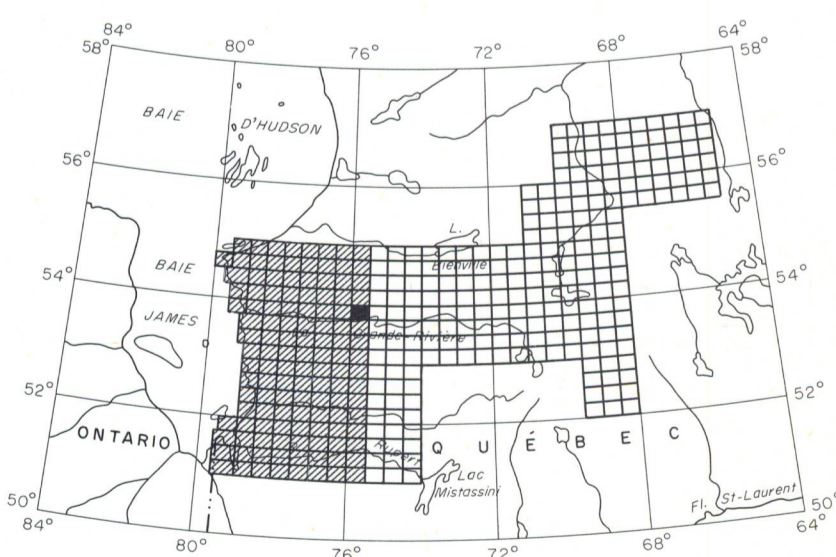 84°
80°
76°
72°
68°
64°
58°
58°
BAIE
D'HUDSON
56°
56°
L.
Bienville
BAIE
54°
54°
JAMES
Grande-Rivière
52°
52°
ONTARIO
Rupert
QUÉBEC
Lac
Mistassini
Fl. St-Laurent
50°
50°
84°
80°
76°
72°
68°
64°